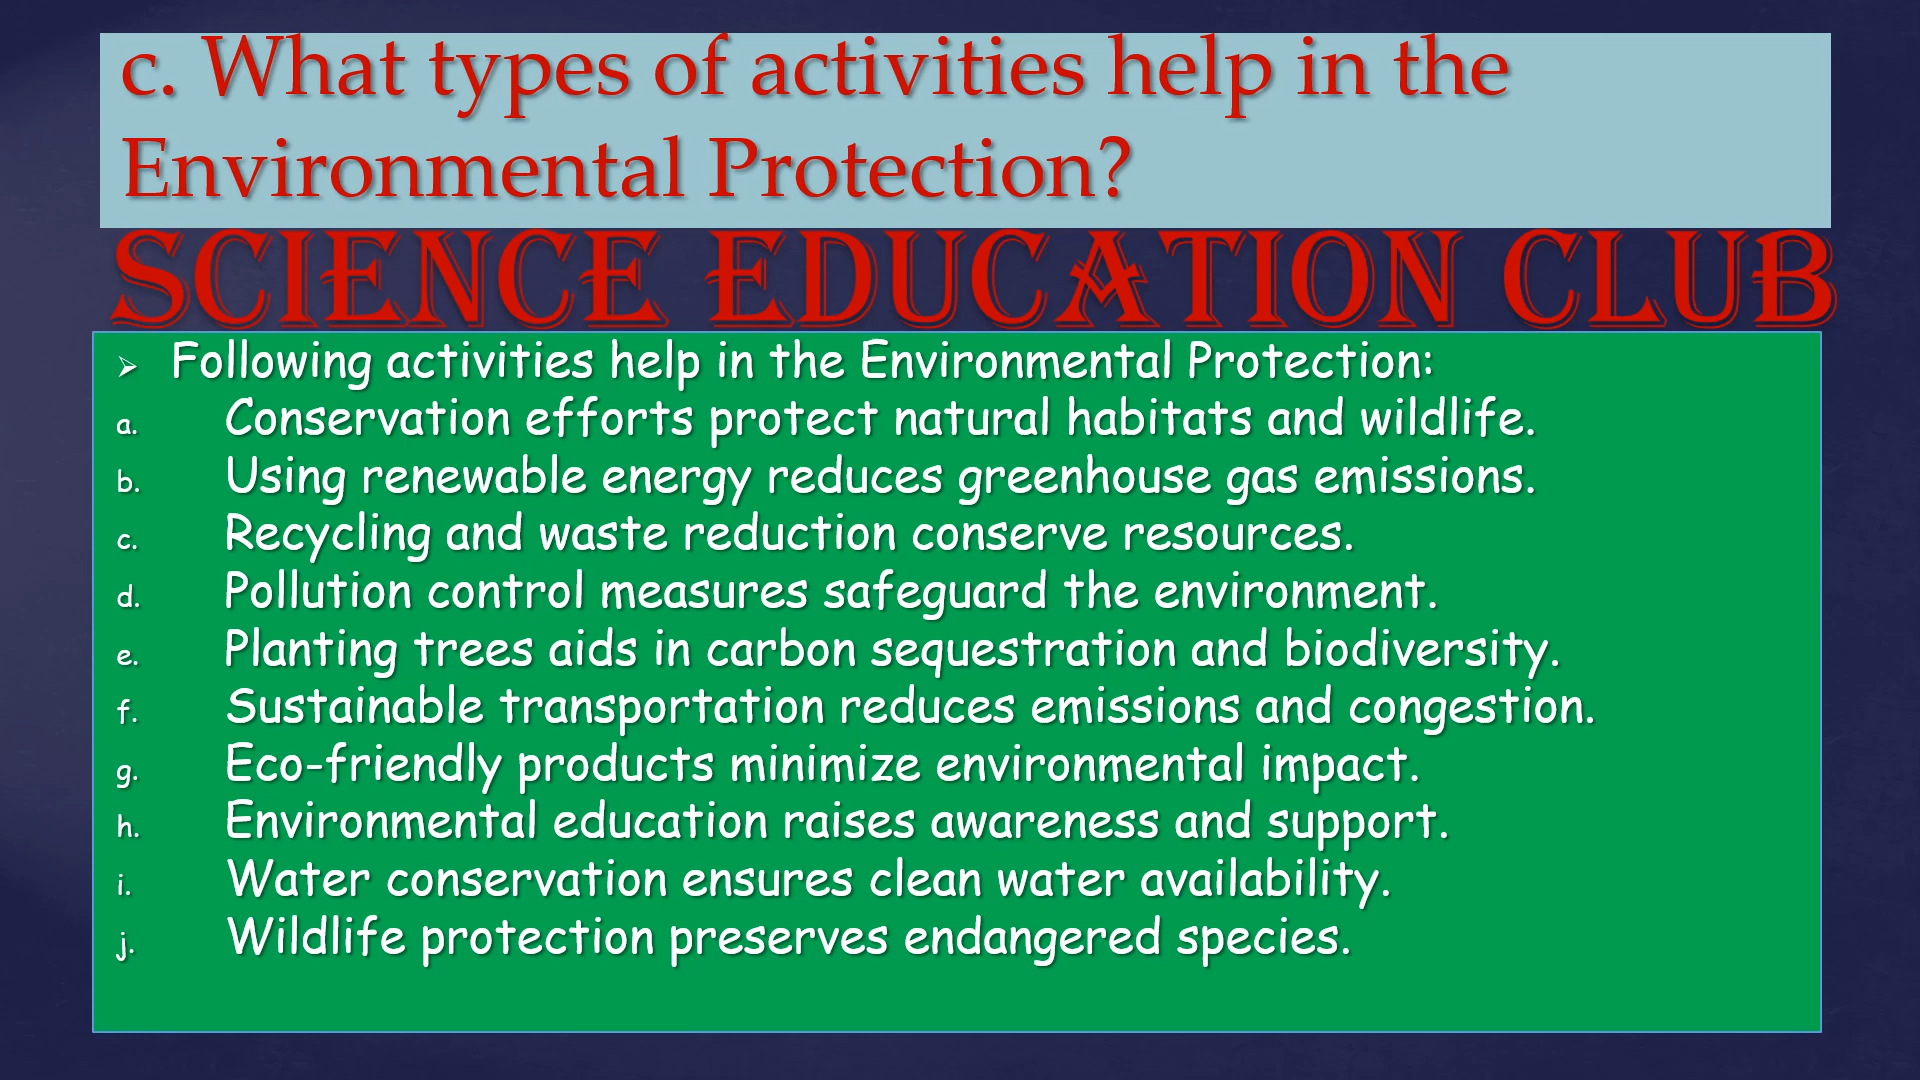 c. What types of activities help in the
Environmental Protection?
SCIENCE EDUCATION CLUB
➢ Following activities help in the Environmental Protection:
a. Conservation efforts protect natural habitats and wildlife.
b. Using renewable energy reduces greenhouse gas emissions.
c. Recycling and waste reduction conserve resources.
d. Pollution control measures safeguard the environment.
e. Planting trees aids in carbon sequestration and biodiversity.
f. Sustainable transportation reduces emissions and congestion.
g. Eco-friendly products minimize environmental impact.
h. Environmental education raises awareness and support.
i. Water conservation ensures clean water availability.
j. Wildlife protection preserves endangered species.